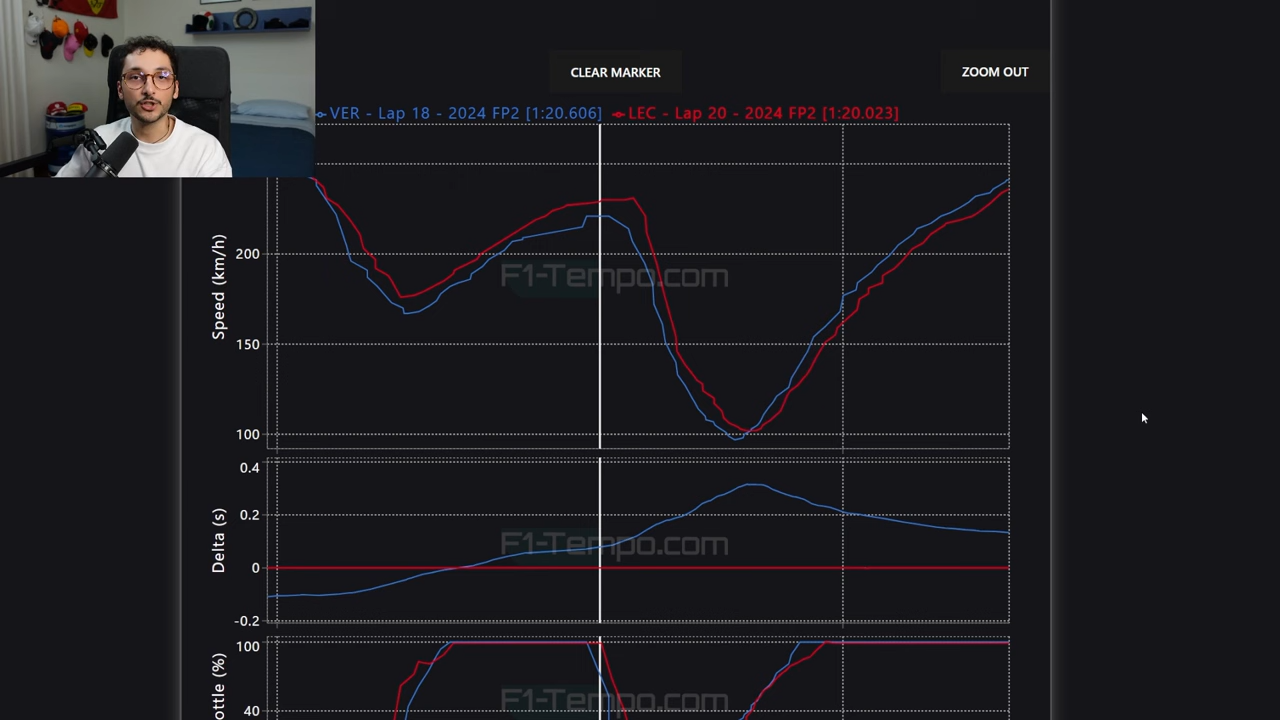 CLEAR MARKER
ZOOM OUT
VER - Lap 18 - 2024 FP2 [1:20.606] LEC - Lap 20 - 2024 FP2 [1:20.023]
Speed (km/h)
200
150
100
F1-Tempo.com
Delta (s)
0.4
0.2
0
-0.2
F1-Tempo.com
ottle (%)
100
40
F1-Tempo.com